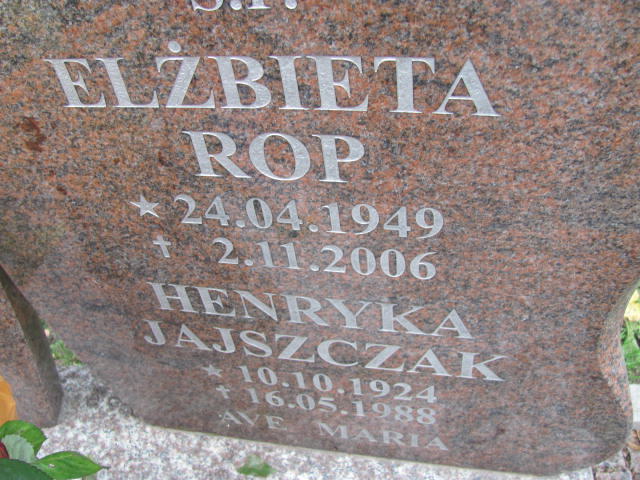 Ś.P.
ELŻBIETA
ROP
★ 24.04.1949
✝ 2.11.2006
HENRYKA
JAJSZCZAK
★ 10.10.1924
✝ 16.05.1988
AVE MARIA